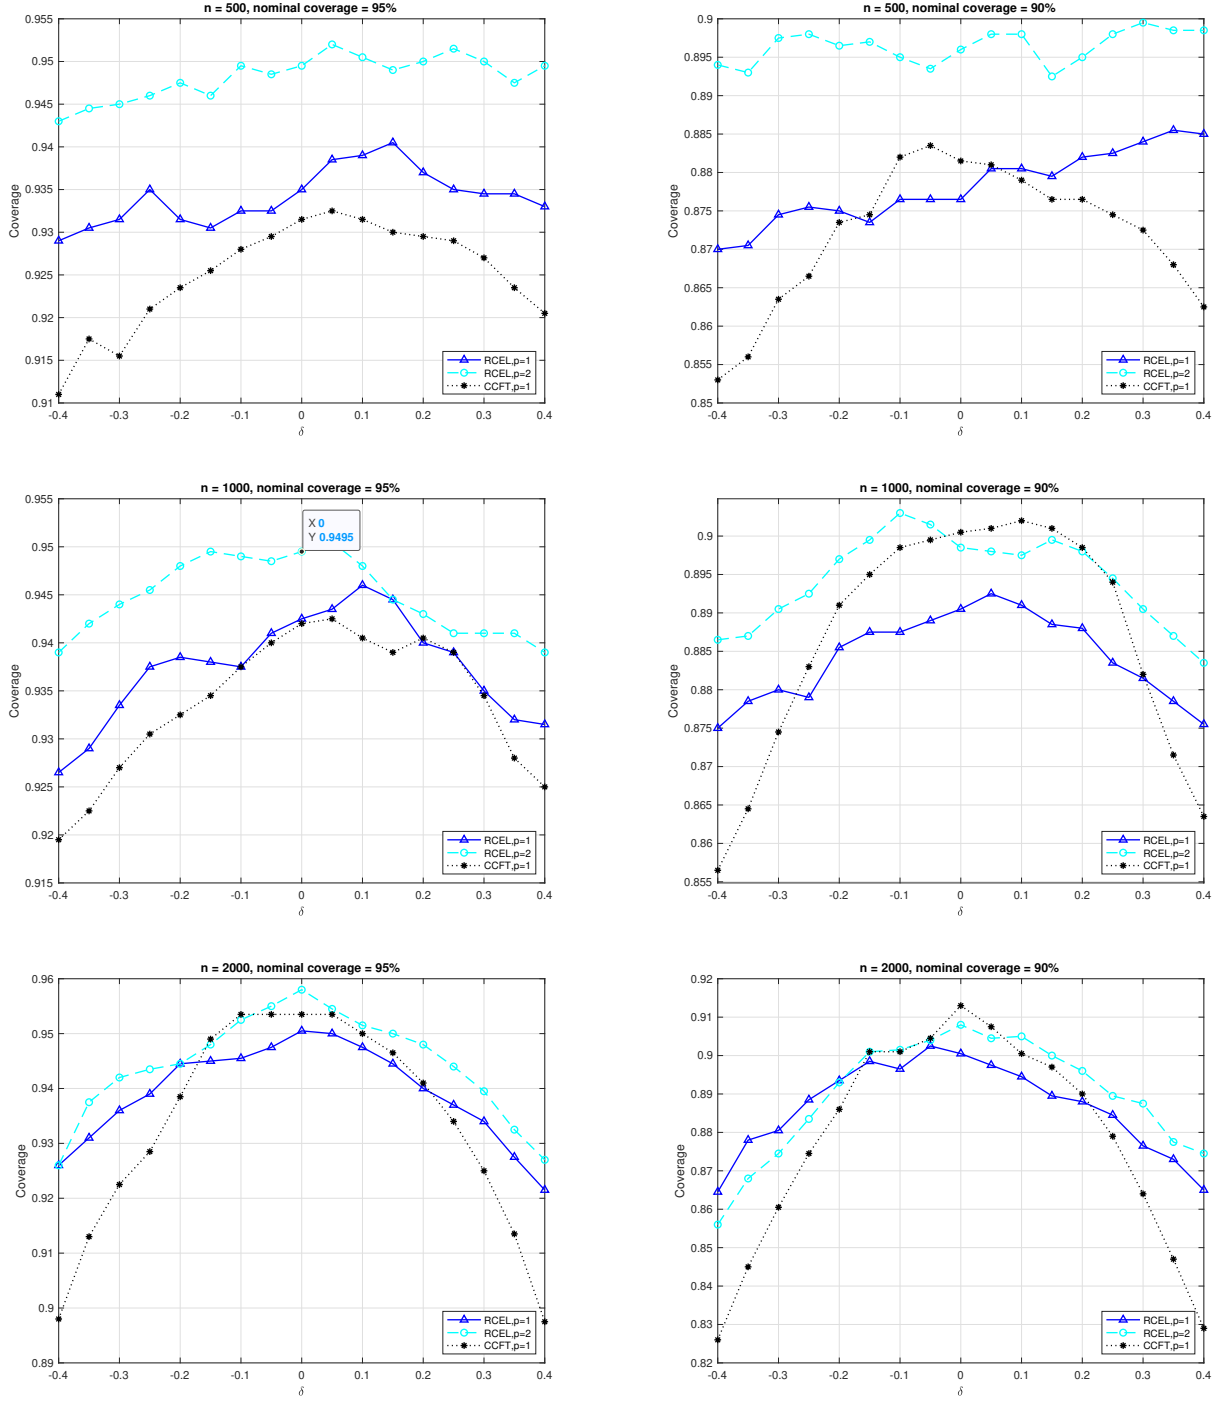 n = 500, nominal coverage = 95%
0.955
0.95
0.945
0.94
0.935
0.93
0.925
0.92
0.915
0.91
Coverage
-0.4 -0.3 -0.2 -0.1 0 0.1 0.2 0.3 0.4
δ
RCEL,p=1
RCEL,p=2
CCFT,p=1
n = 500, nominal coverage = 90%
0.9
0.895
0.89
0.885
0.88
0.875
0.87
0.865
0.86
0.855
0.85
Coverage
-0.4 -0.3 -0.2 -0.1 0 0.1 0.2 0.3 0.4
δ
RCEL,p=1
RCEL,p=2
CCFT,p=1
n = 1000, nominal coverage = 95%
0.955
0.95
0.945
0.94
0.935
0.93
0.925
0.92
0.915
Coverage
X 0
Y 0.9495
-0.4 -0.3 -0.2 -0.1 0 0.1 0.2 0.3 0.4
δ
RCEL,p=1
RCEL,p=2
CCFT,p=1
n = 1000, nominal coverage = 90%
0.9
0.895
0.89
0.885
0.88
0.875
0.87
0.865
0.86
0.855
Coverage
-0.4 -0.3 -0.2 -0.1 0 0.1 0.2 0.3 0.4
δ
RCEL,p=1
RCEL,p=2
CCFT,p=1
n = 2000, nominal coverage = 95%
0.96
0.95
0.94
0.93
0.92
0.91
0.9
0.89
Coverage
-0.4 -0.3 -0.2 -0.1 0 0.1 0.2 0.3 0.4
δ
RCEL,p=1
RCEL,p=2
CCFT,p=1
n = 2000, nominal coverage = 90%
0.92
0.91
0.9
0.89
0.88
0.87
0.86
0.85
0.84
0.83
0.82
Coverage
-0.4 -0.3 -0.2 -0.1 0 0.1 0.2 0.3 0.4
δ
RCEL,p=1
RCEL,p=2
CCFT,p=1